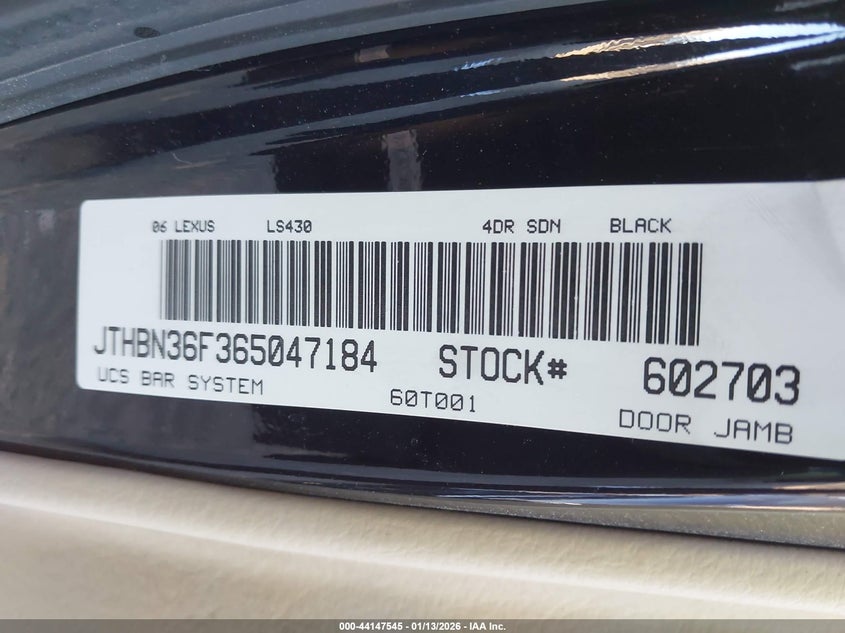 06 LEXUS LS430 4DR SDN BLACK
JTHBN36F365047184 STOCK# 602703
UCS BAR SYSTEM 60T001 DOOR JAMB
000-44147545 - 01/13/2026 - IAA Inc.